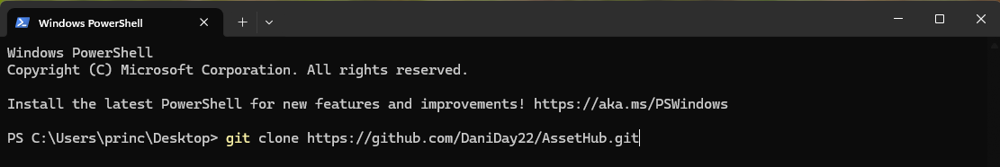 Windows PowerShell
Windows PowerShell
Copyright (C) Microsoft Corporation. All rights reserved.
Install the latest PowerShell for new features and improvements! https://aka.ms/PSWindows
PS C:\Users\princ\Desktop> git clone https://github.com/DaniDay22/AssetHub.git